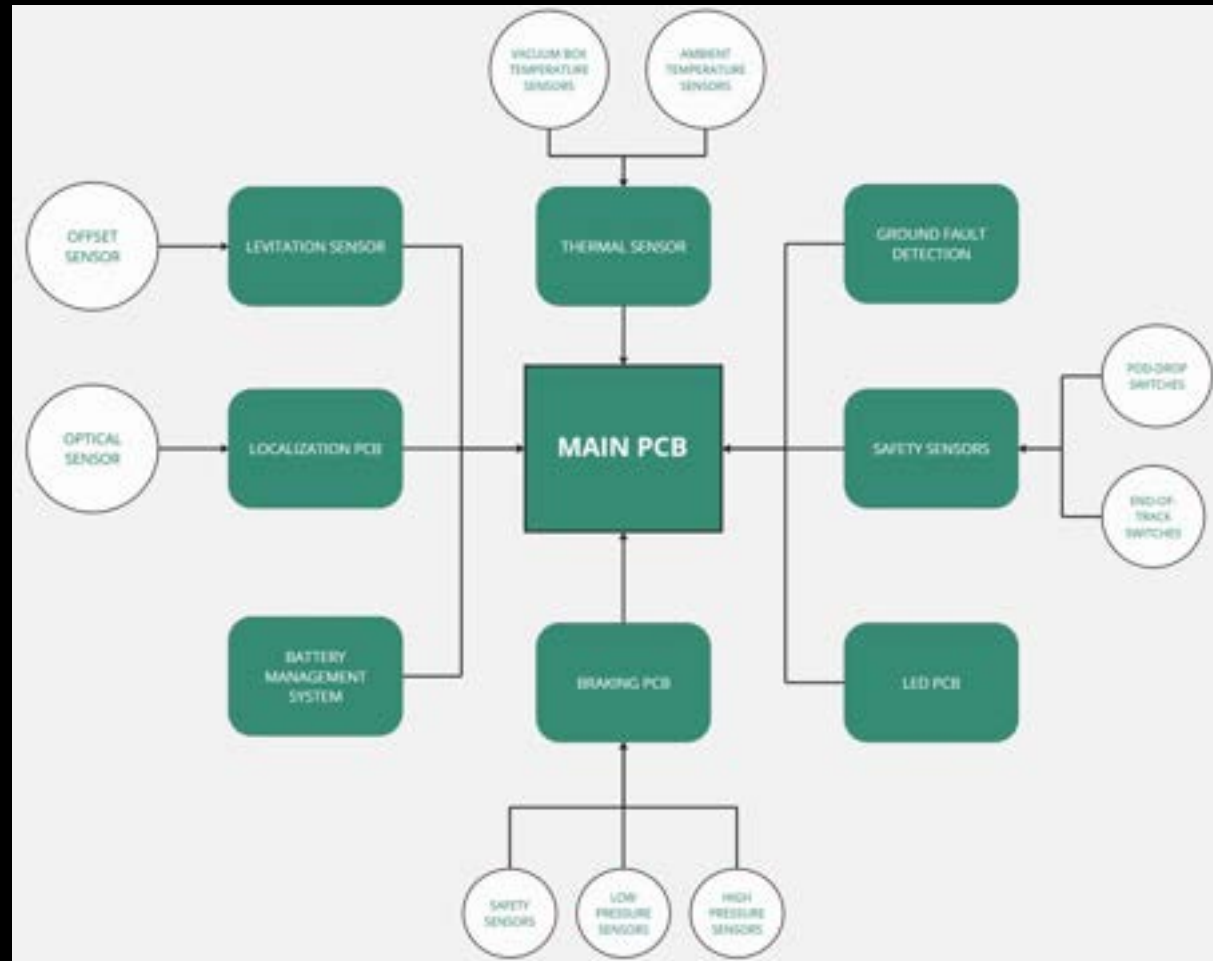 VACUUM BOX
TEMPERATURE
SENSORS
AMBIENT
TEMPERATURE
SENSORS
OFFSET
SENSOR
LEVITATION SENSOR
THERMAL SENSOR
GROUND FAULT
DETECTION
OPTICAL
SENSOR
LOCALIZATION PCB
MAIN PCB
SAFETY SENSORS
POD-DROP
SWITCHES
END-OF-
TRACK
SWITCHES
BATTERY
MANAGEMENT
SYSTEM
BRAKING PCB
LED PCB
SAFETY
SENSORS
LOW
PRESSURE
SENSORS
HIGH
PRESSURE
SENSORS